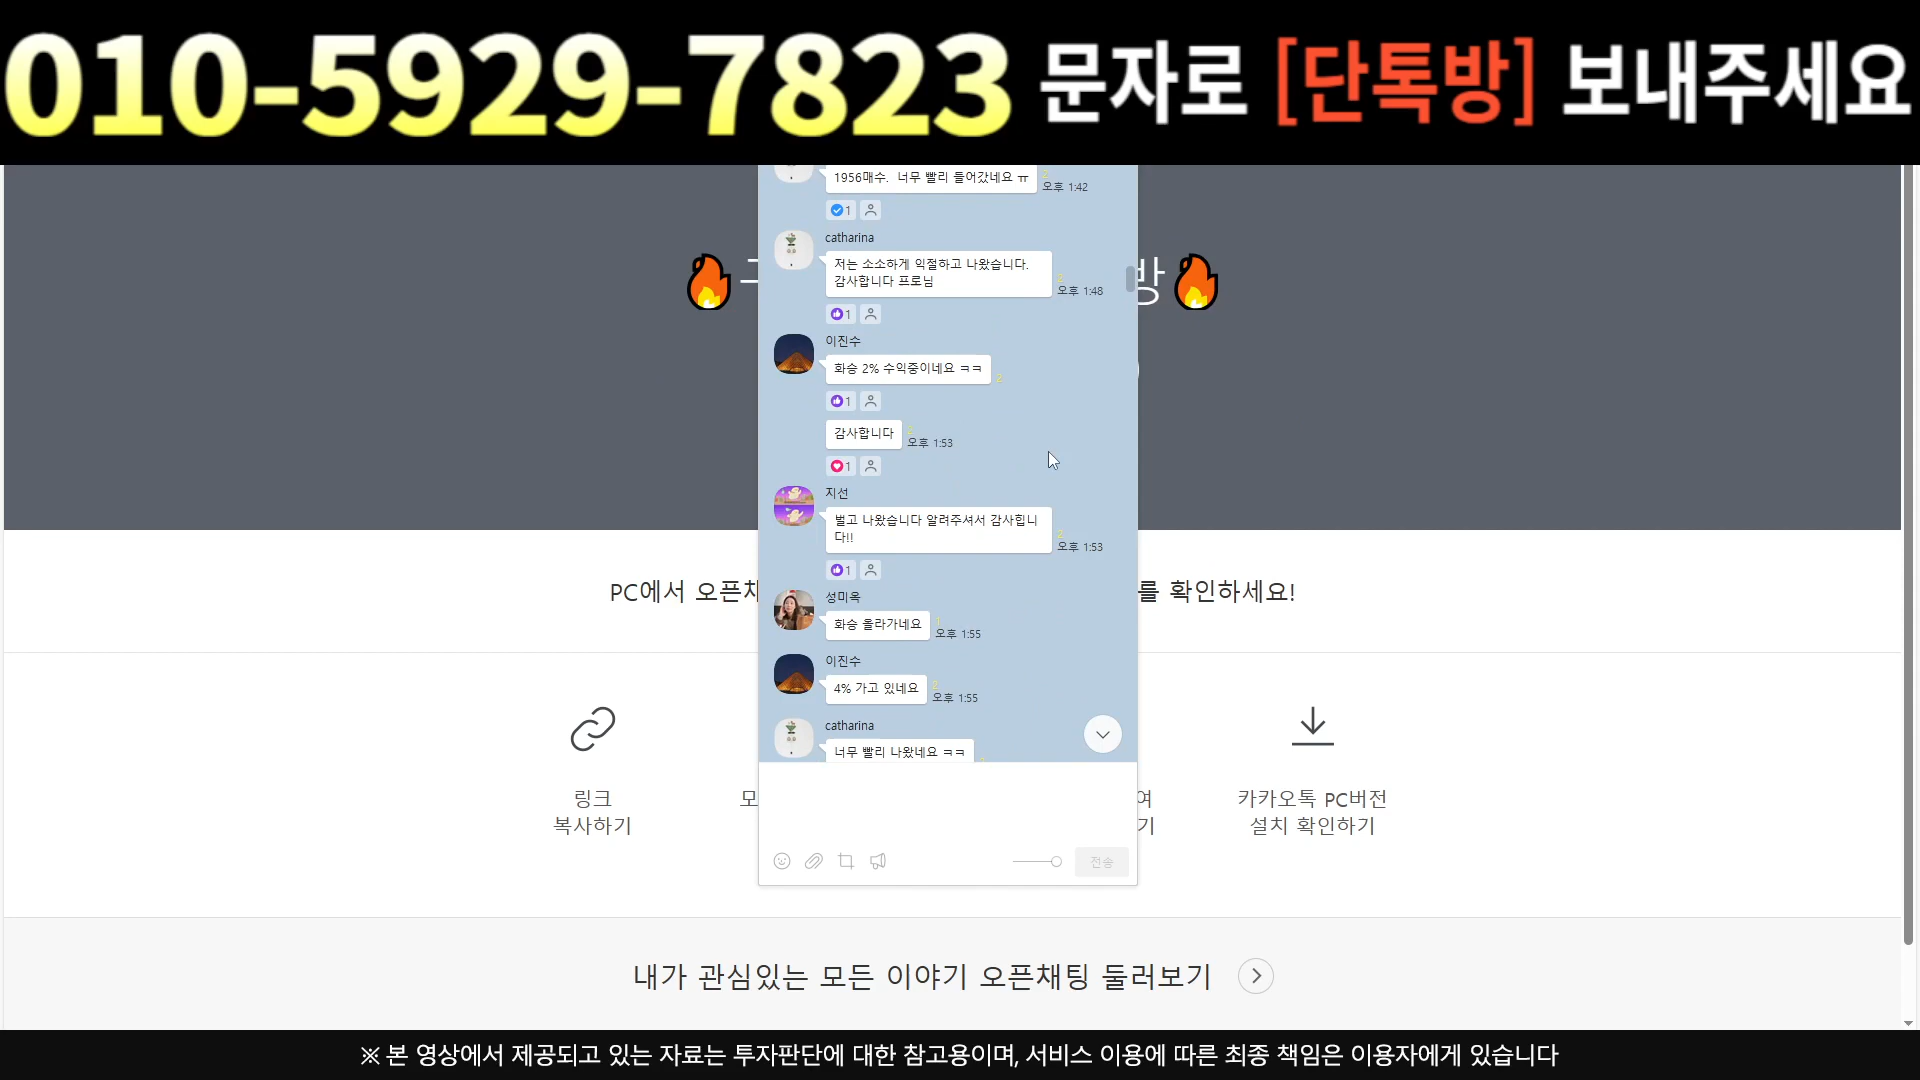 010-5929-7823 문자로 [단톡방] 보내주세요
1956매수. 너무 빨리 들어갔네요 ㅠ
2
오후 1:42
1
catharina
저는 소소하게 익절하고 나왔습니다.
감사합니다 프로님
2
오후 1:48
1
방
이진수
화승 2% 수익중이네요 ㅋㅋ
2
1
감사합니다
2
오후 1:53
1
지선
벌고 나왔습니다 알려주셔서 감사힙니
다!!
2
오후 1:53
1
PC에서 오픈채
를 확인하세요!
성미옥
화승 올라가네요
오후 1:55
이진수
4% 가고 있네요
2
오후 1:55
catharina
너무 빨리 나왔네요 ㅋㅋ
전송
링크
복사하기
모
여
기
카카오톡 PC버전
설치 확인하기
내가 관심있는 모든 이야기 오픈채팅 둘러보기
※ 본 영상에서 제공되고 있는 자료는 투자판단에 대한 참고용이며, 서비스 이용에 따른 최종 책임은 이용자에게 있습니다